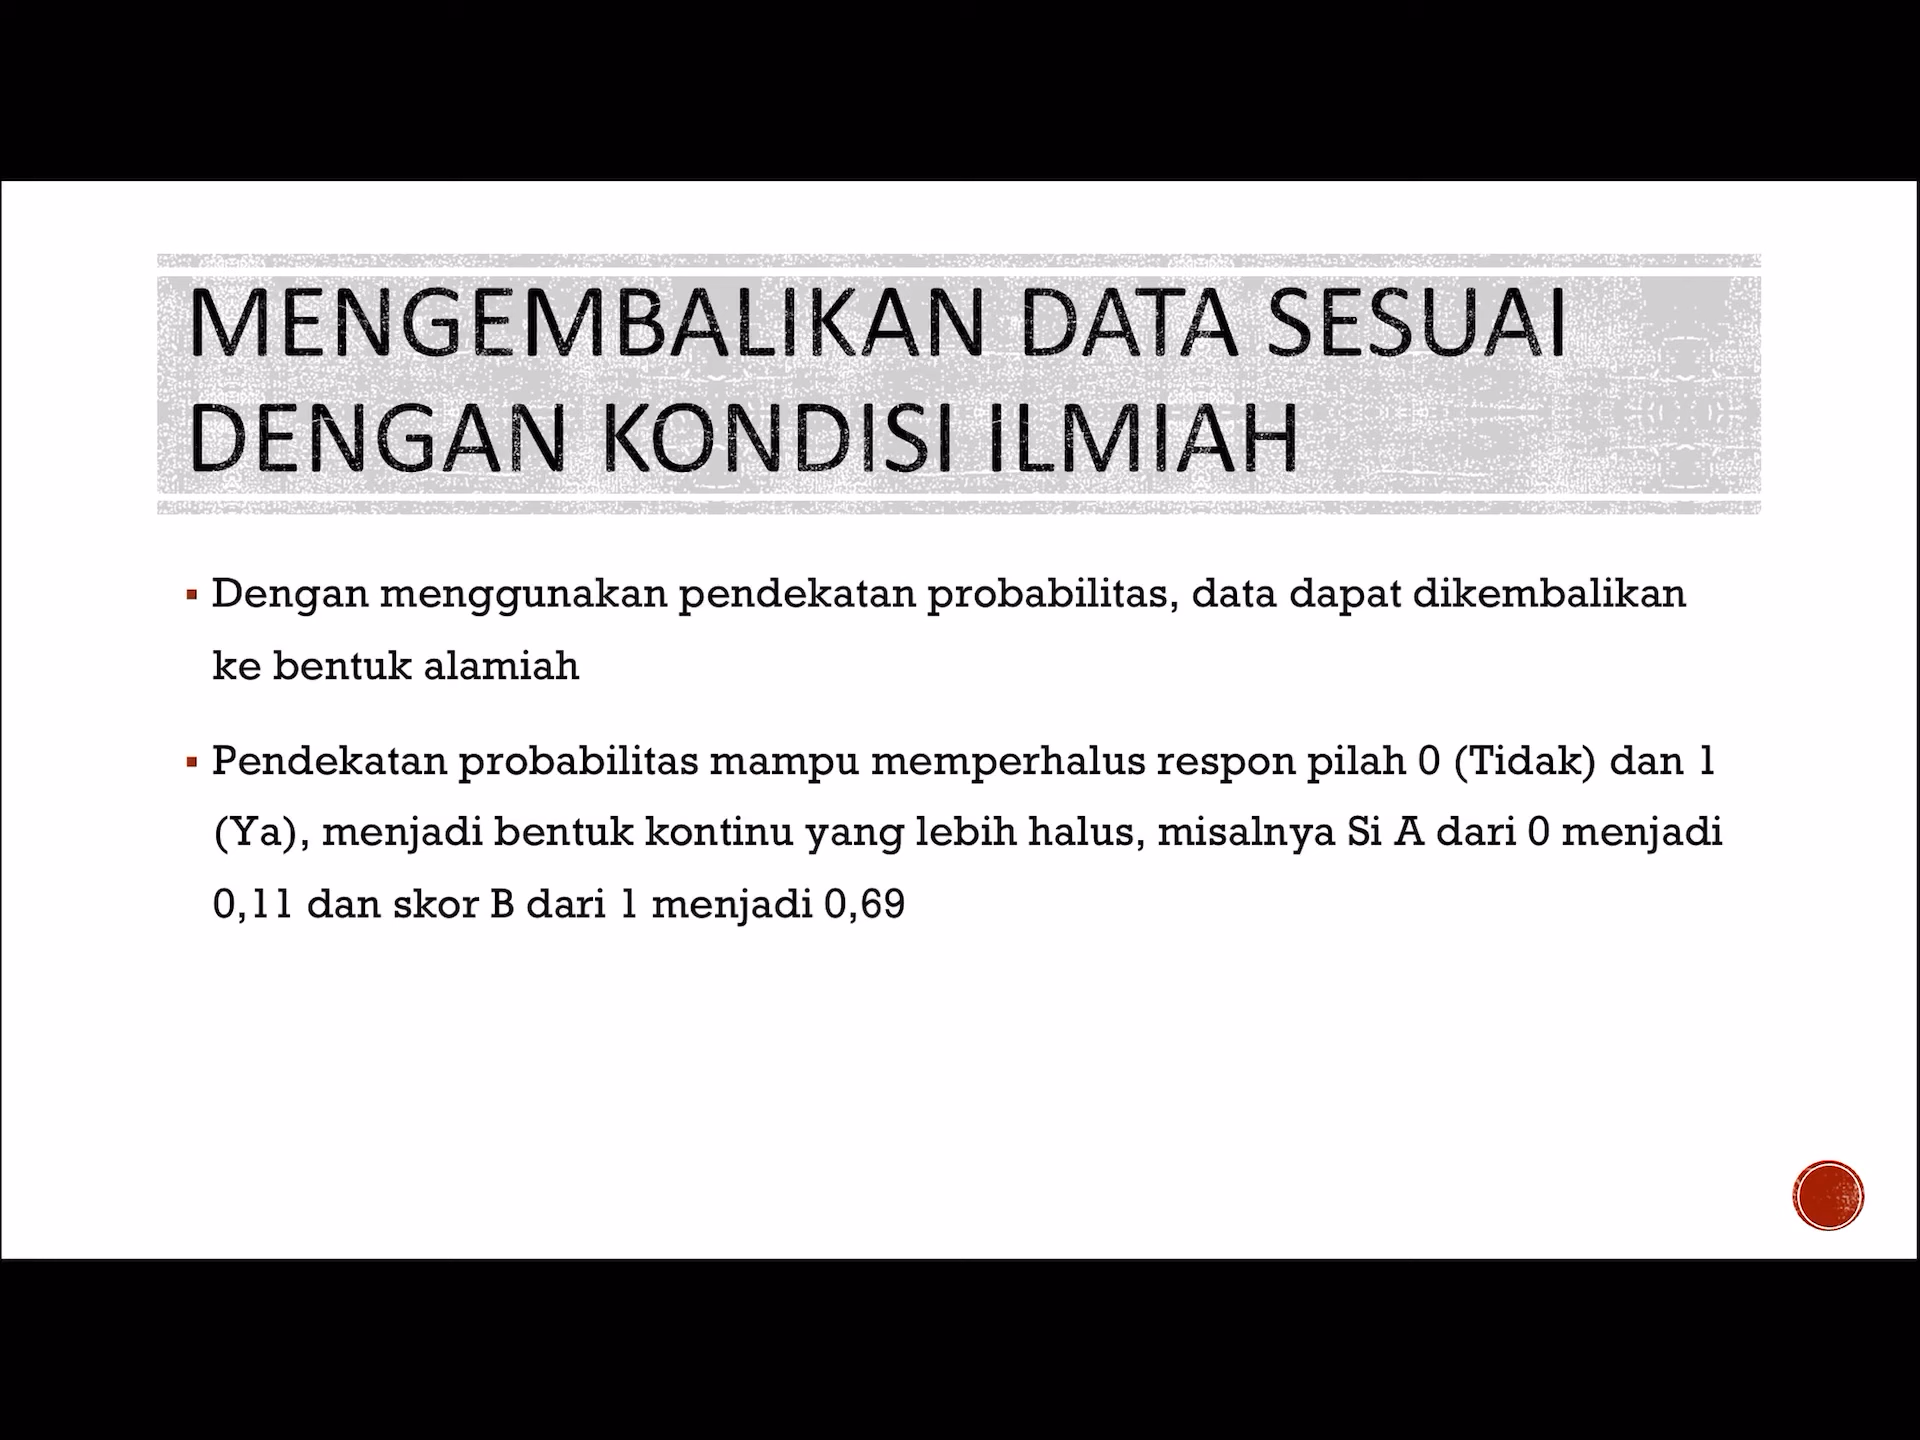 MENGEMBALIKAN DATA SESUAI
DENGAN KONDISI ILMIAH
▪ Dengan menggunakan pendekatan probabilitas, data dapat dikembalikan
ke bentuk alamiah
▪ Pendekatan probabilitas mampu memperhalus respon pilah 0 (Tidak) dan 1
(Ya), menjadi bentuk kontinu yang lebih halus, misalnya Si A dari 0 menjadi
0,11 dan skor B dari 1 menjadi 0,69